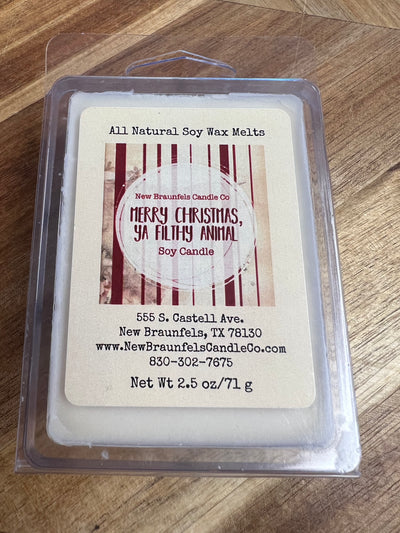 All Natural Soy Wax Melts
New Braunfels Candle Co
MERRY CHRISTMAS,
YA FILTHY ANIMAL
Soy Candle
555 S. Castell Ave.
New Braunfels, TX 78130
www.NewBraunfelsCandleCo.com
830-302-7675
Net Wt 2.5 oz/71 g